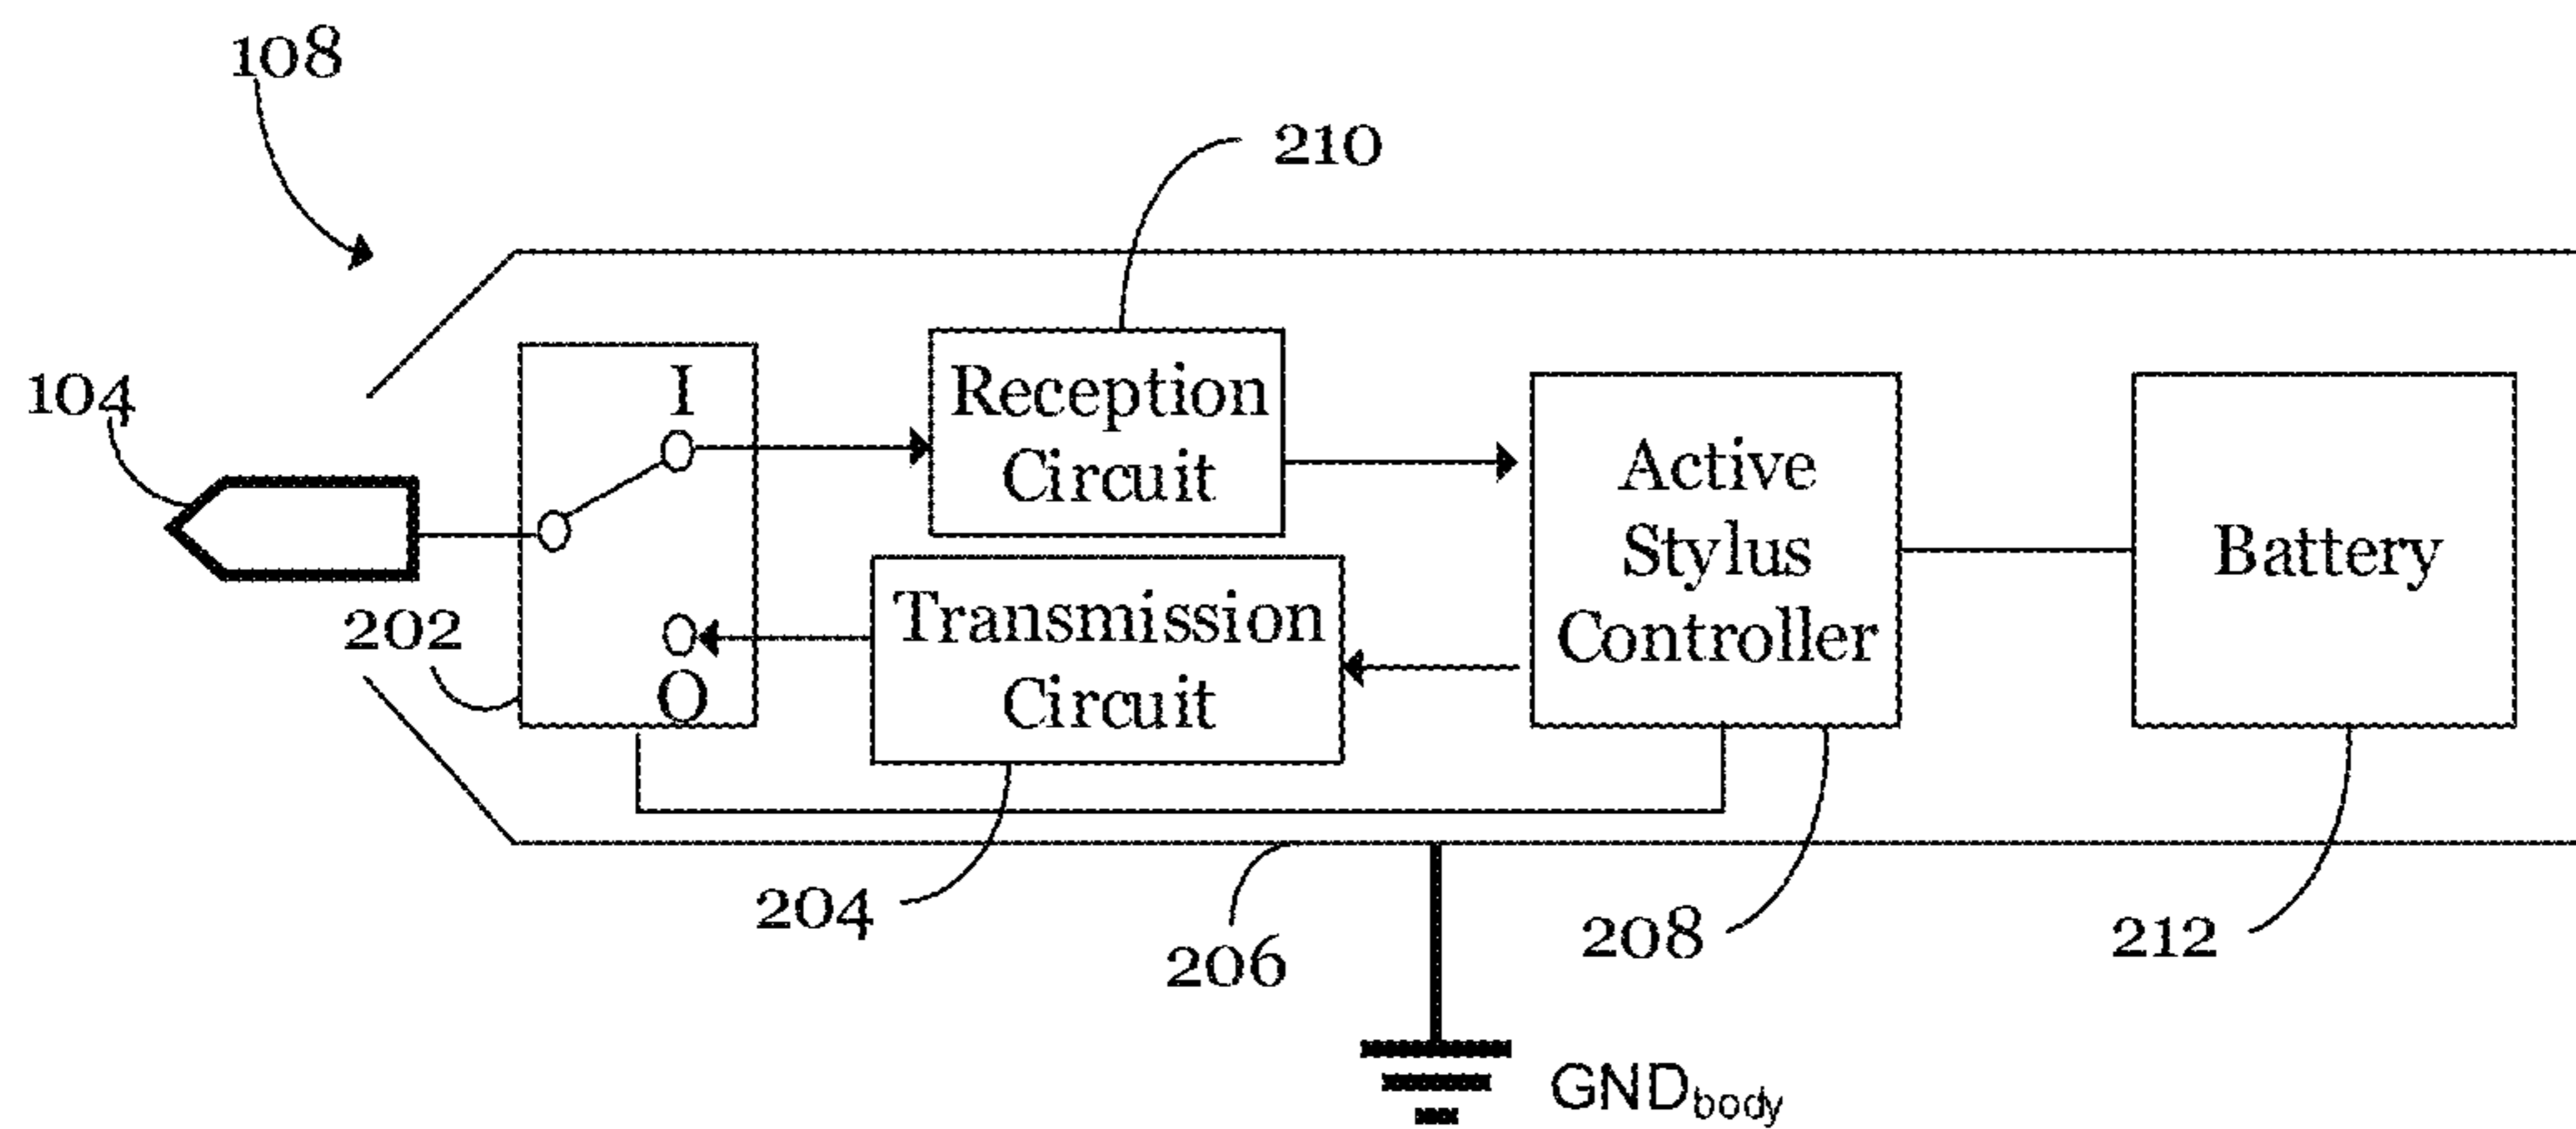 108
210
104
I
Reception
Circuit
Active
Stylus
Controller
Battery
202
O
Transmission
Circuit
204
206
208
212
GNDbody